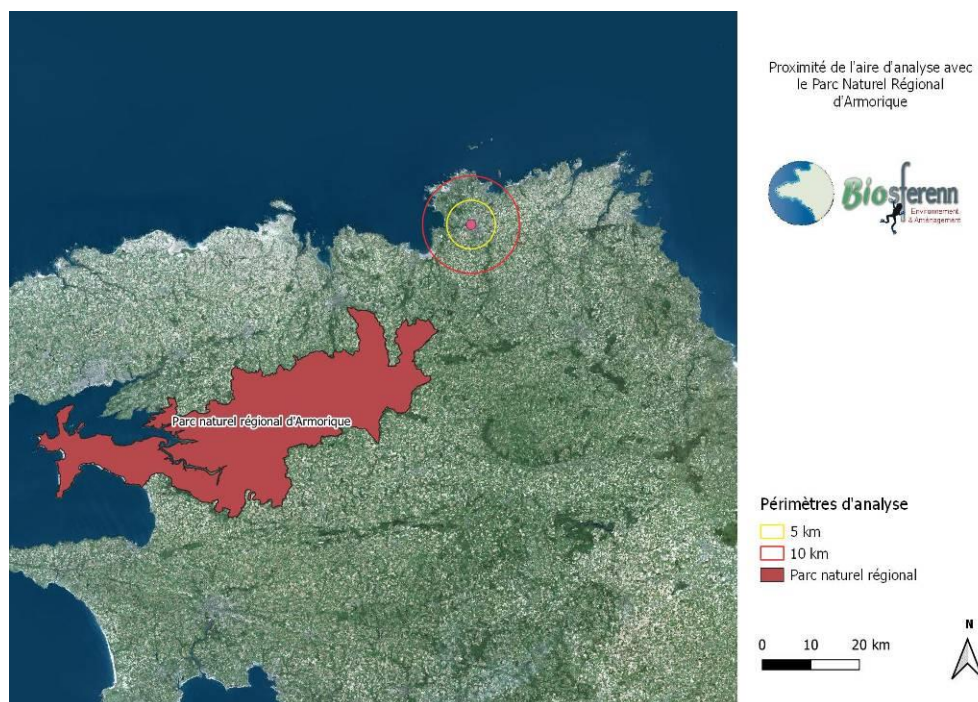 Proximité de l'aire d'analyse avec
le Parc Naturel Régional
d'Armorique
Biosferenn
Environnement
& Aménagement
Parc naturel régional d'Armorique
Périmètres d'analyse
5 km
10 km
Parc naturel régional
N
0 10 20 km